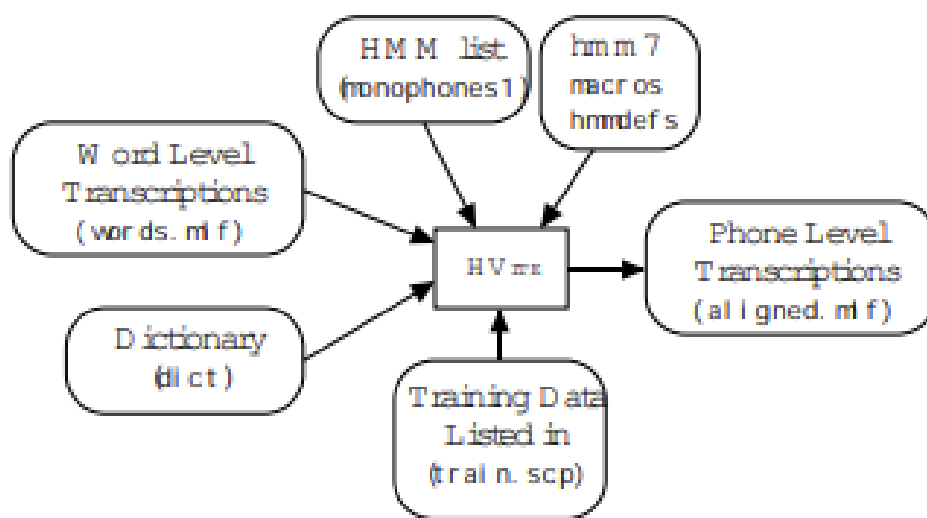 HMM list
(monophones1)
hmm7
macros
hmmdefs
Word Level
Transcriptions
(words.mlf)
HVITE
Phone Level
Transcriptions
(aligned.mlf)
Dictionary
(dict)
Training Data
Listed in
(train.scp)